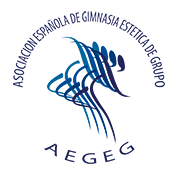 ASOCIACION ESPAÑOLA DE GIMNASIA ESTETICA DE GRUPO
AEGEG